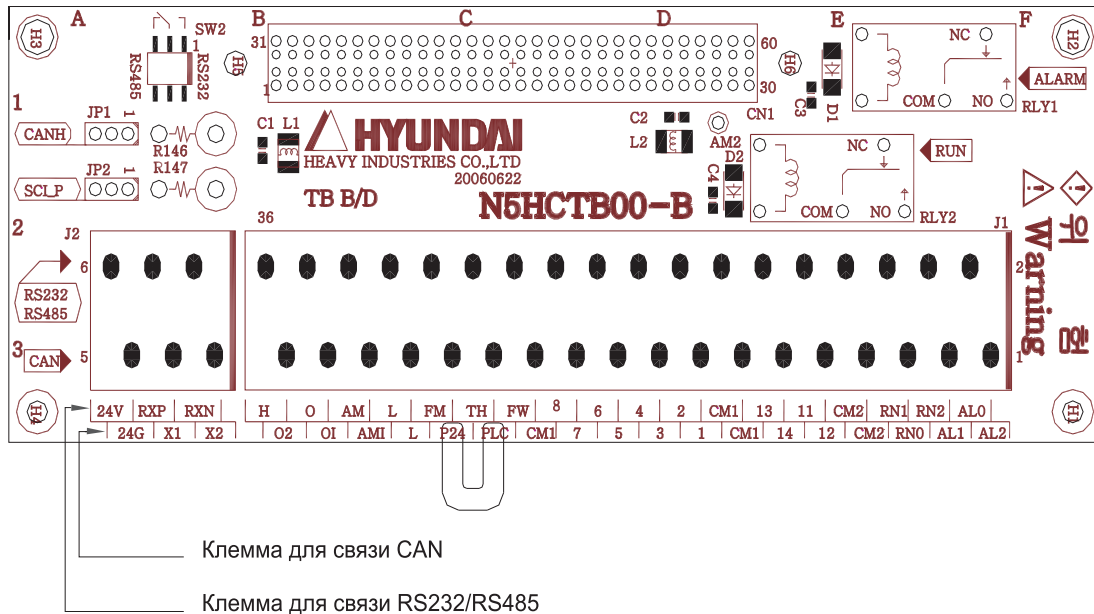 A B C D E F
H3 SW2 1 RS485 RS232 H5 31 60 1 30 H6 NC H2
ALARM
COM NO RLY1
CN1 C3 D1
1
CANH JP1 1 R146
SCI_P JP2 1 R147
C1 L1
HYUNDAI
HEAVY INDUSTRIES CO.,LTD
20060622
TB B/D
N5HCTB00-B
C2 L2 AM2 D2 C4
NC RUN
COM NO RLY2
위험
Warning
2
J2 36 J1
6 2
RS232
RS485
3 CAN 5 1
H4 H1
24V RXP RXN H O AM L FM TH FW 8 6 4 2 CM1 13 11 CM2 RN1 RN2 AL0
24G X1 X2 O2 OI AMI L P24 PLC CM1 7 5 3 1 CM1 14 12 CM2 RN0 AL1 AL2
Клемма для связи CAN
Клемма для связи RS232/RS485